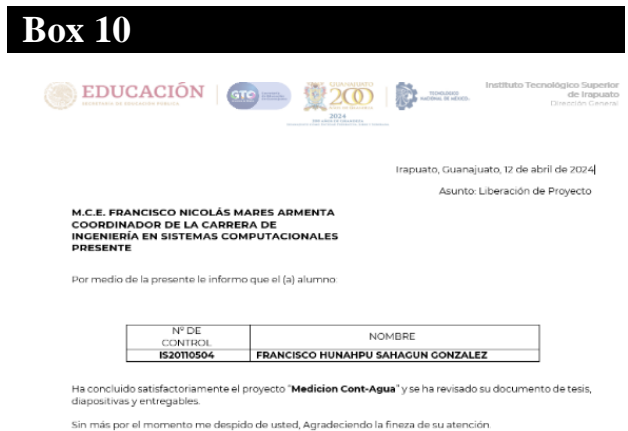 Box 10
EDUCACIÓN
SECRETARÍA DE EDUCACIÓN PÚBLICA
GTO
GUANAJUATO
200
2024
TECNOLÓGICO
NACIONAL DE MÉXICO
Instituto Tecnológico Superior
de Irapuato
Dirección General
Irapuato, Guanajuato, 12 de abril de 2024
Asunto: Liberación de Proyecto
M.C.E. FRANCISCO NICOLÁS MARES ARMENTA
COORDINADOR DE LA CARRERA DE
INGENIERÍA EN SISTEMAS COMPUTACIONALES
PRESENTE
Por medio de la presente le informo que el (a) alumno:
Nº DE
CONTROL
NOMBRE
IS20110504 FRANCISCO HUNAHPU SAHAGUN GONZALEZ
Ha concluido satisfactoriamente el proyecto "Medicion Cont-Agua" y se ha revisado su documento de tesis,
diapositivas y entregables.
Sin más por el momento me despido de usted, Agradeciendo la fineza de su atención.